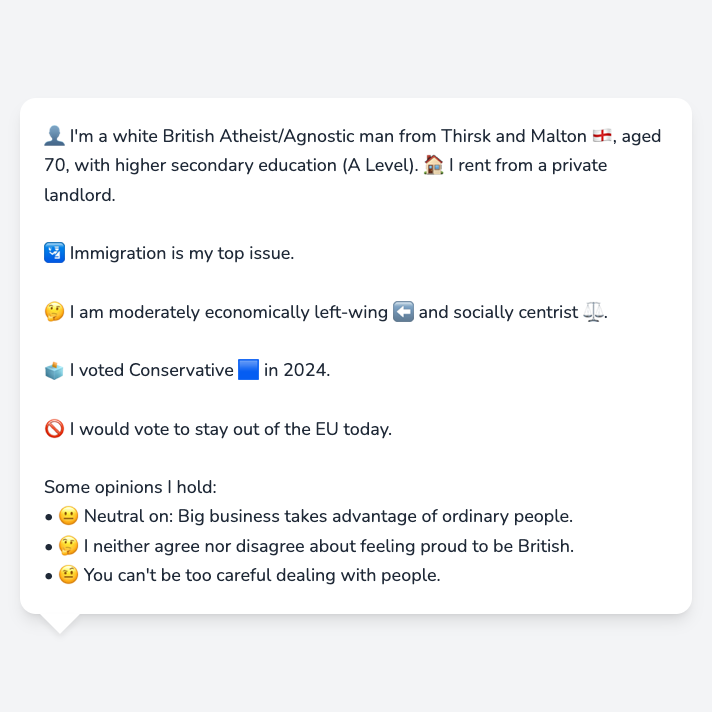 👤 I'm a white British Atheist/Agnostic man from Thirsk and Malton 🏴󠁧󠁢󠁥󠁮󠁧󠁿, aged
70, with higher secondary education (A Level). 🏠 I rent from a private
landlord.
🛂 Immigration is my top issue.
🤔 I am moderately economically left-wing ⬅️ and socially centrist ⚖️.
🗳️ I voted Conservative 🟦 in 2024.
🚫 I would vote to stay out of the EU today.
Some opinions I hold:
• 😐 Neutral on: Big business takes advantage of ordinary people.
• 🤔 I neither agree nor disagree about feeling proud to be British.
• 🤨 You can't be too careful dealing with people.